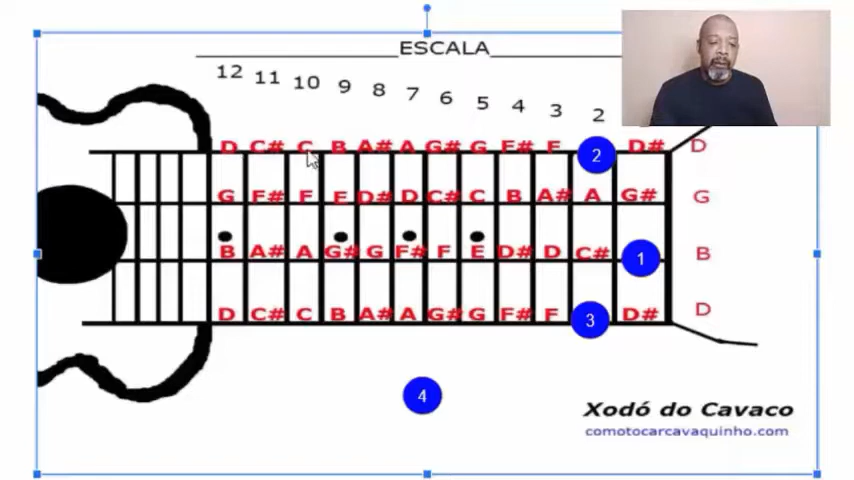 ESCALA
12 11 10 9 8 7 6 5 4 3 2
D C# C B A# A G# G F# F 2 D# D
G F# F E D# D C# C B A# A G# G
B A# A G# G F# F E D# D C# 1 B
D C# C B A# A G# G F# F 3 D# D
4
Xodó do Cavaco
comotocarcavaquinho.com